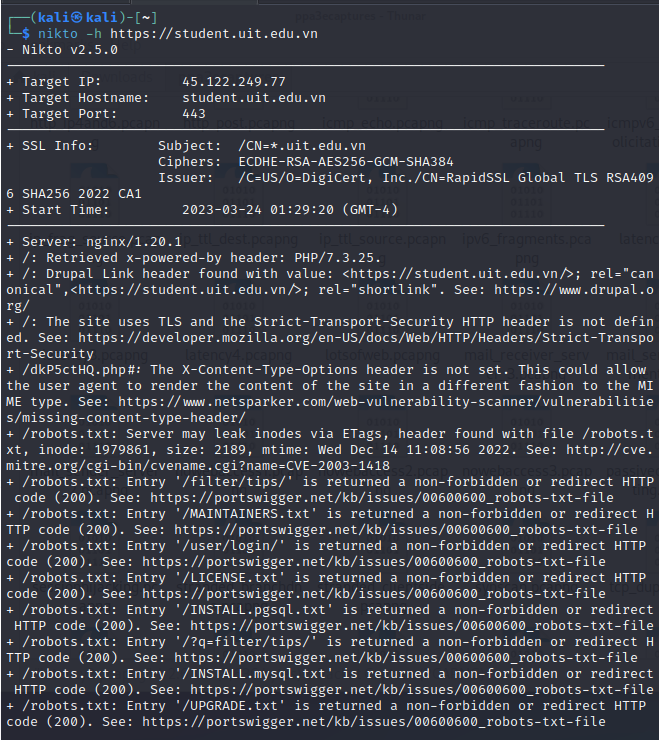 ┌──(kali㉿kali)-[~]
└─$ nikto -h https://student.uit.edu.vn
- Nikto v2.5.0
+ Target IP: 45.122.249.77
+ Target Hostname: student.uit.edu.vn
+ Target Port: 443
+ SSL Info: Subject: /CN=*.uit.edu.vn
Ciphers: ECDHE-RSA-AES256-GCM-SHA384
Issuer: /C=US/O=DigiCert, Inc./CN=RapidSSL Global TLS RSA409
6 SHA256 2022 CA1
+ Start Time: 2023-03-24 01:29:20 (GMT-4)
+ Server: nginx/1.20.1
+ /: Retrieved x-powered-by header: PHP/7.3.25.
+ /: Drupal Link header found with value: <https://student.uit.edu.vn/>; rel="can
onical",<https://student.uit.edu.vn/>; rel="shortlink". See: https://www.drupal.o
rg/
+ /: The site uses TLS and the Strict-Transport-Security HTTP header is not defin
ed. See: https://developer.mozilla.org/en-US/docs/Web/HTTP/Headers/Strict-Transpo
rt-Security
+ /dkP5ctHQ.php#: The X-Content-Type-Options header is not set. This could allow
the user agent to render the content of the site in a different fashion to the MI
ME type. See: https://www.netsparker.com/web-vulnerability-scanner/vulnerabilitie
s/missing-content-type-header/
+ /robots.txt: Server may leak inodes via ETags, header found with file /robots.t
xt, inode: 1979861, size: 2189, mtime: Wed Dec 14 11:08:56 2022. See: http://cve.
mitre.org/cgi-bin/cvename.cgi?name=CVE-2003-1418
+ /robots.txt: Entry '/filter/tips/' is returned a non-forbidden or redirect HTTP
code (200). See: https://portswigger.net/kb/issues/00600600_robots-txt-file
+ /robots.txt: Entry '/MAINTAINERS.txt' is returned a non-forbidden or redirect H
TTP code (200). See: https://portswigger.net/kb/issues/00600600_robots-txt-file
+ /robots.txt: Entry '/user/login/' is returned a non-forbidden or redirect HTTP
code (200). See: https://portswigger.net/kb/issues/00600600_robots-txt-file
+ /robots.txt: Entry '/LICENSE.txt' is returned a non-forbidden or redirect HTTP
code (200). See: https://portswigger.net/kb/issues/00600600_robots-txt-file
+ /robots.txt: Entry '/INSTALL.pgsql.txt' is returned a non-forbidden or redirect
HTTP code (200). See: https://portswigger.net/kb/issues/00600600_robots-txt-file
+ /robots.txt: Entry '/?q=filter/tips/' is returned a non-forbidden or redirect H
TTP code (200). See: https://portswigger.net/kb/issues/00600600_robots-txt-file
+ /robots.txt: Entry '/INSTALL.mysql.txt' is returned a non-forbidden or redirect
HTTP code (200). See: https://portswigger.net/kb/issues/00600600_robots-txt-file
+ /robots.txt: Entry '/UPGRADE.txt' is returned a non-forbidden or redirect HTTP
code (200). See: https://portswigger.net/kb/issues/00600600_robots-txt-file